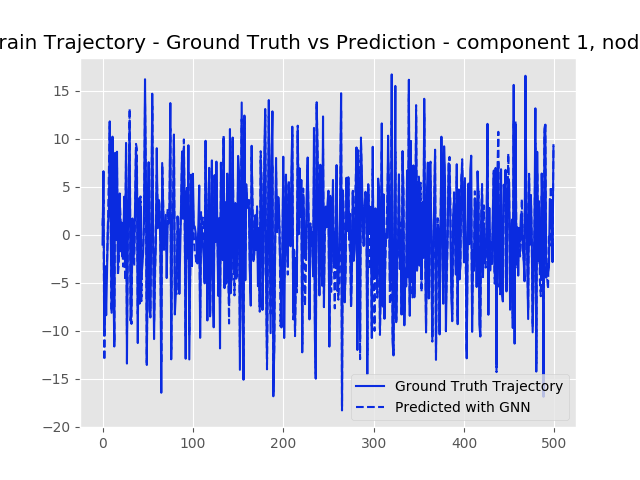 rain Trajectory - Ground Truth vs Prediction - component 1, nod
15
10
5
0
−5
−10
−15
−20
0 100 200 300 400 500
Ground Truth Trajectory
Predicted with GNN